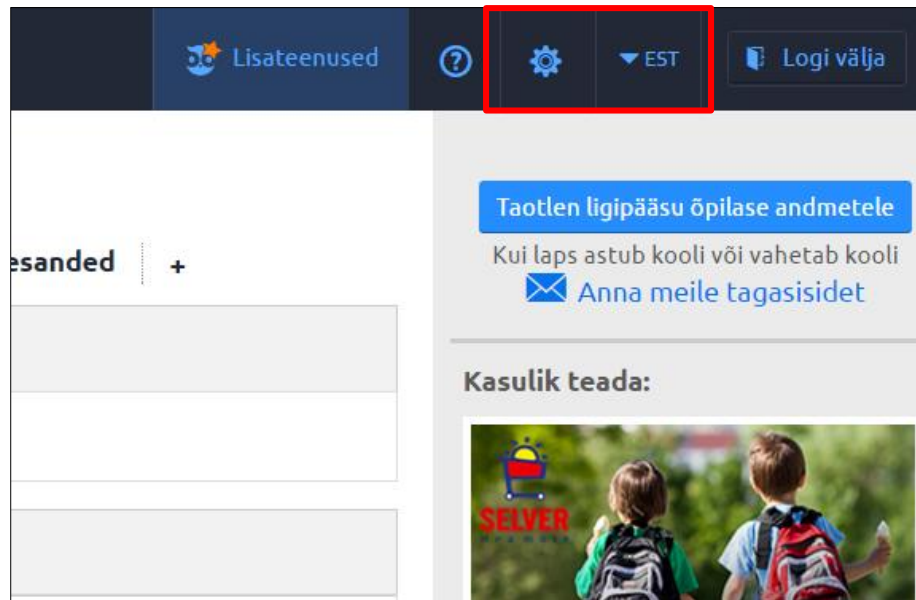 Lisateenused
?
EST
Logi välja
Taotlen ligipääsu õpilase andmetele
Kui laps astub kooli või vahetab kooli
Anna meile tagasisidet
esanded +
Kasulik teada:
SELVER